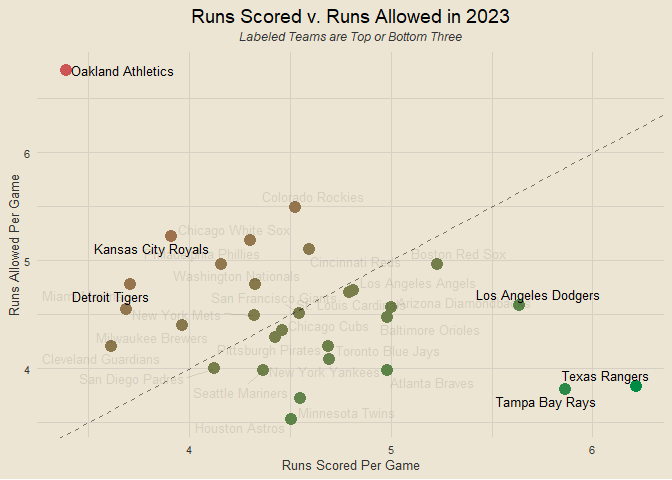 Runs Scored v. Runs Allowed in 2023
Labeled Teams are Top or Bottom Three
Oakland Athletics
6
Colorado Rockies
Chicago White Sox
Kansas City Royals
Philadelphia Phillies
Boston Red Sox
5
Cincinnati Reds
Washington Nationals
Los Angeles Angels
Detroit Tigers
Los Angeles Dodgers
San Francisco Giants
St. Louis Cardinals
Arizona Diamondbacks
New York Mets
Chicago Cubs
Baltimore Orioles
Milwaukee Brewers
Pittsburgh Pirates
Toronto Blue Jays
Cleveland Guardians
4
San Diego Padres
New York Yankees
Texas Rangers
Atlanta Braves
Seattle Mariners
Tampa Bay Rays
Minnesota Twins
Houston Astros
Runs Allowed Per Game
4
5
6
Runs Scored Per Game